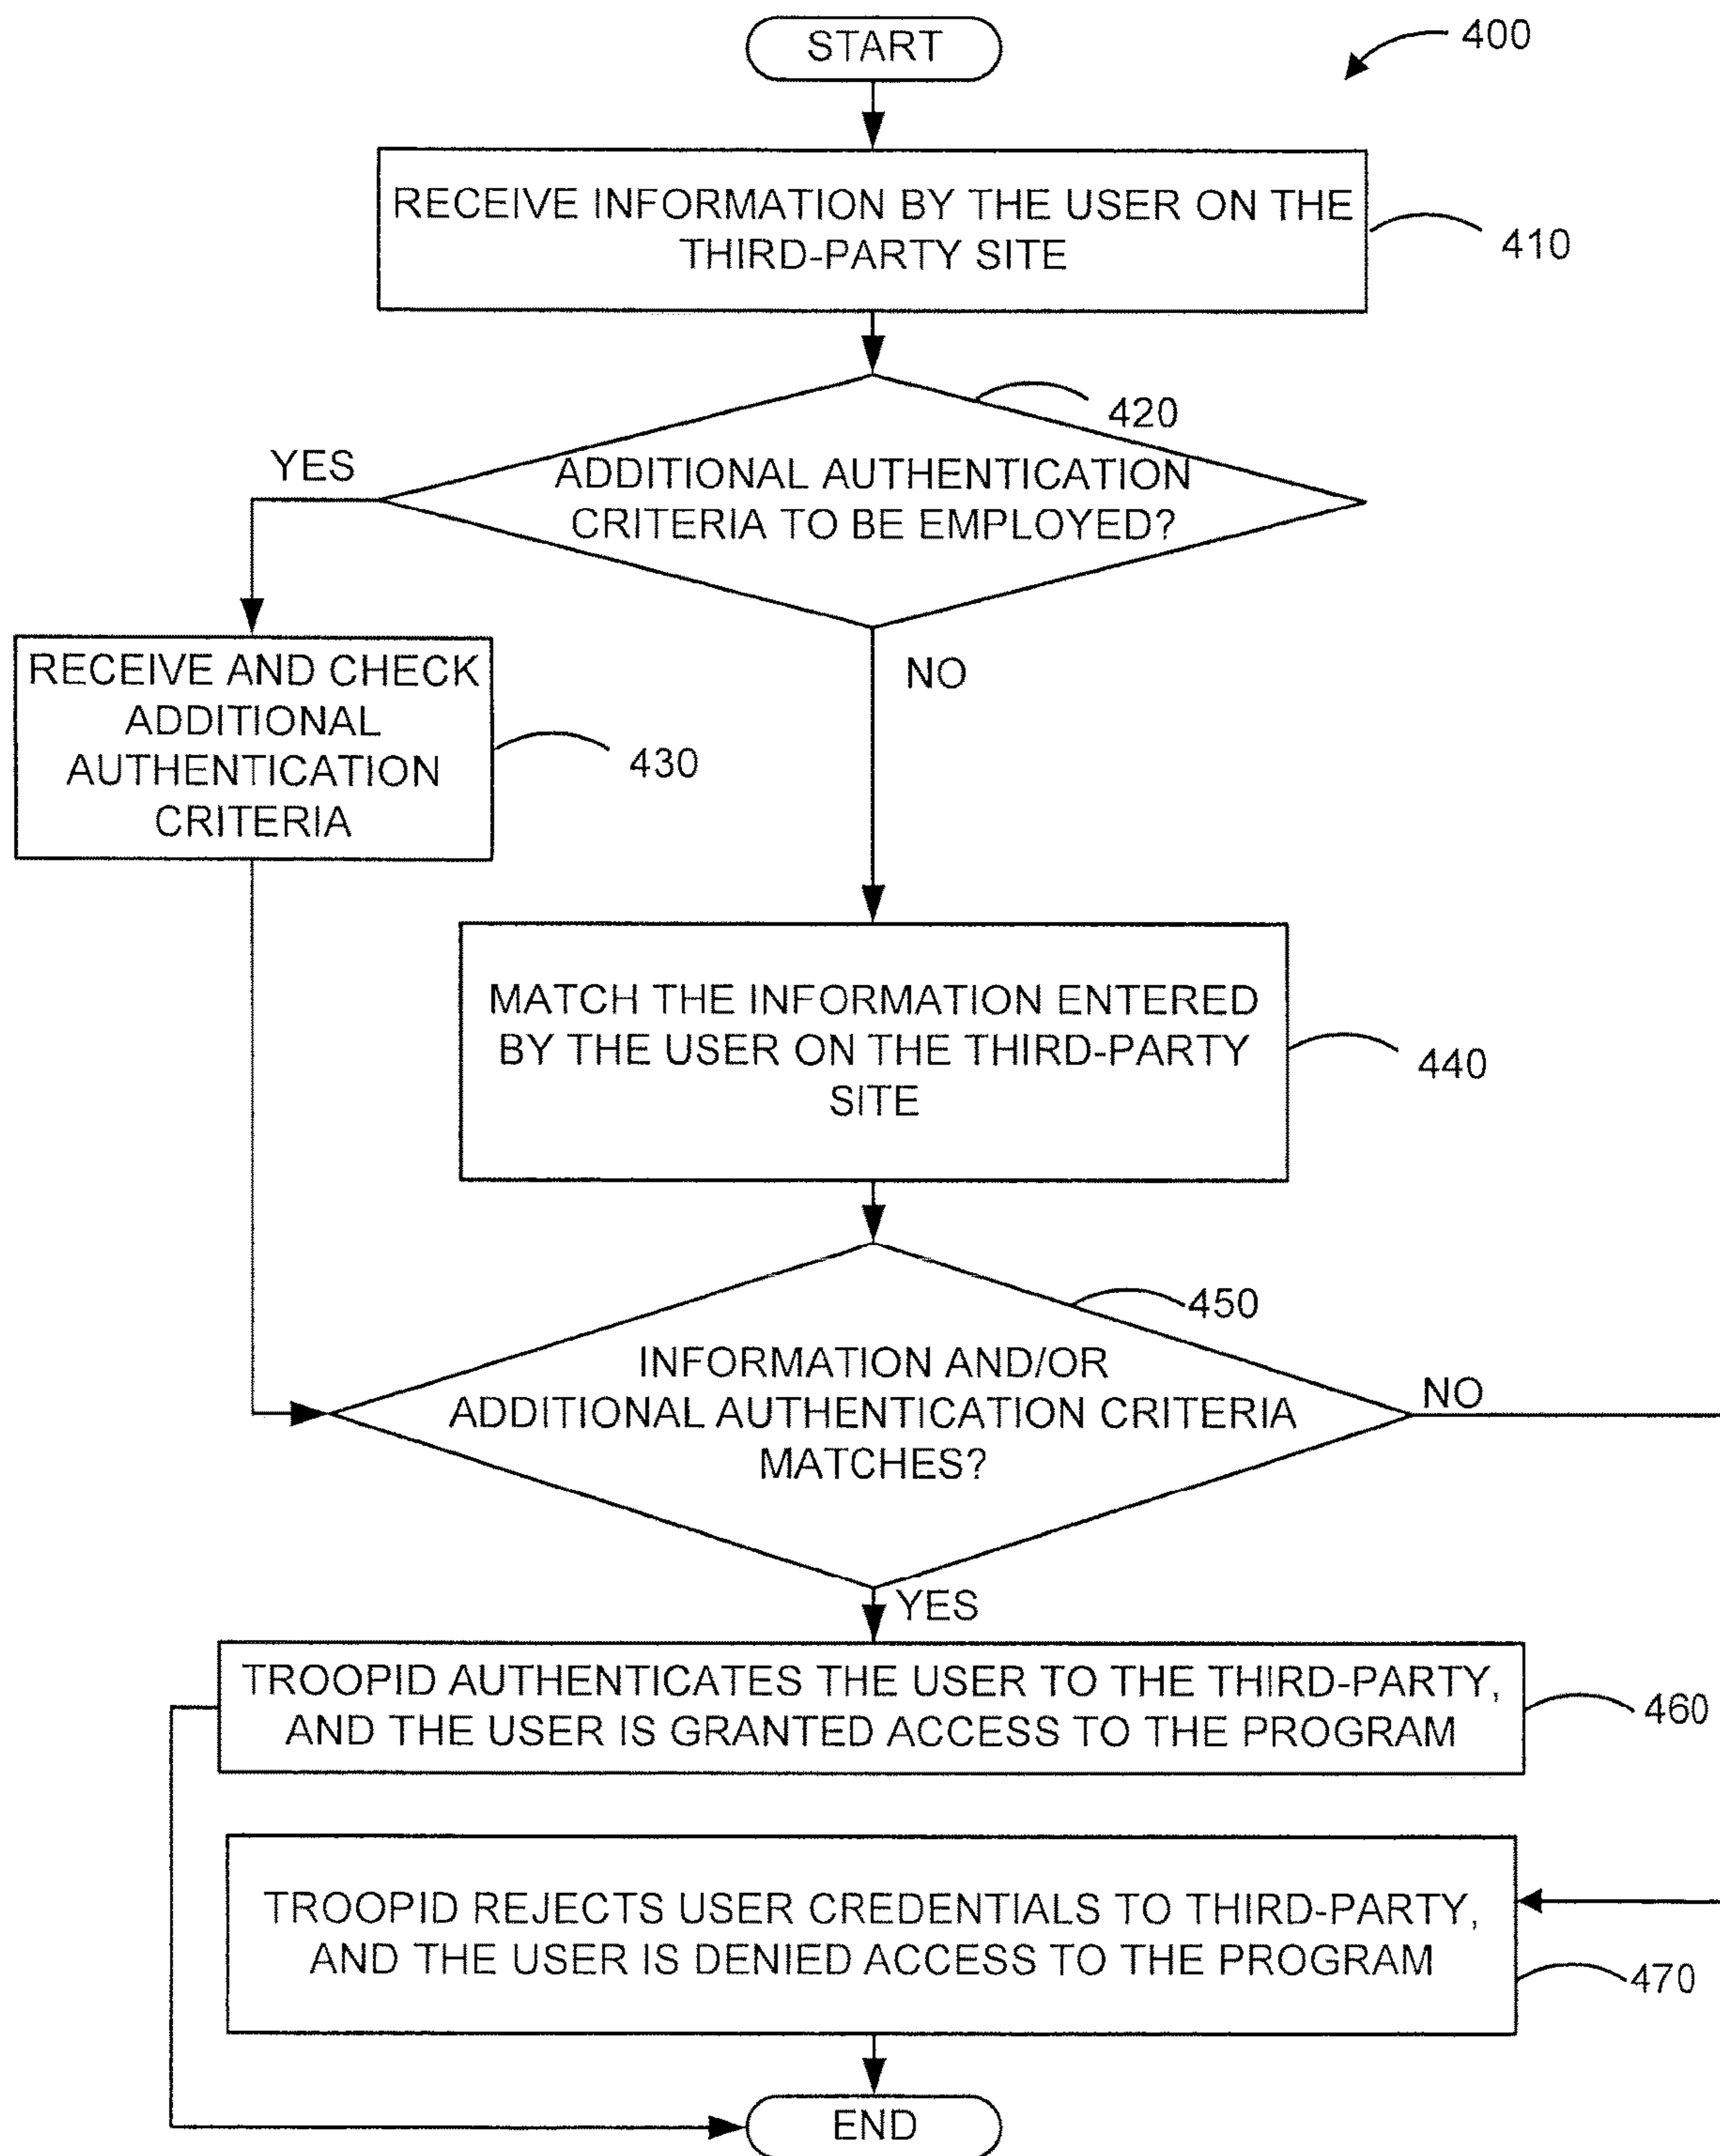 START
400
RECEIVE INFORMATION BY THE USER ON THE
THIRD-PARTY SITE
410
420
YES
ADDITIONAL AUTHENTICATION
CRITERIA TO BE EMPLOYED?
NO
RECEIVE AND CHECK
ADDITIONAL
AUTHENTICATION
CRITERIA
430
MATCH THE INFORMATION ENTERED
BY THE USER ON THE THIRD-PARTY
SITE
440
450
INFORMATION AND/OR
ADDITIONAL AUTHENTICATION CRITERIA
MATCHES?
NO
YES
TROOPID AUTHENTICATES THE USER TO THE THIRD-PARTY,
AND THE USER IS GRANTED ACCESS TO THE PROGRAM
460
TROOPID REJECTS USER CREDENTIALS TO THIRD-PARTY,
AND THE USER IS DENIED ACCESS TO THE PROGRAM
470
END